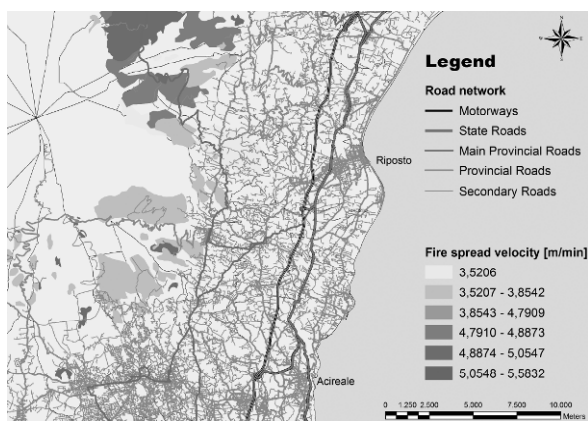 N
W
E
S
Legend
Road network
Motorways
State Roads
Main Provincial Roads
Provincial Roads
Secondary Roads
Riposto
Fire spread velocity [m/min]
3,5206
3,5207 - 3,8542
3,8543 - 4,7909
4,7910 - 4,8873
4,8874 - 5,0547
5,0548 - 5,5832
Acireale
0 1.250 2.500 5.000 7.500 10.000
Meters